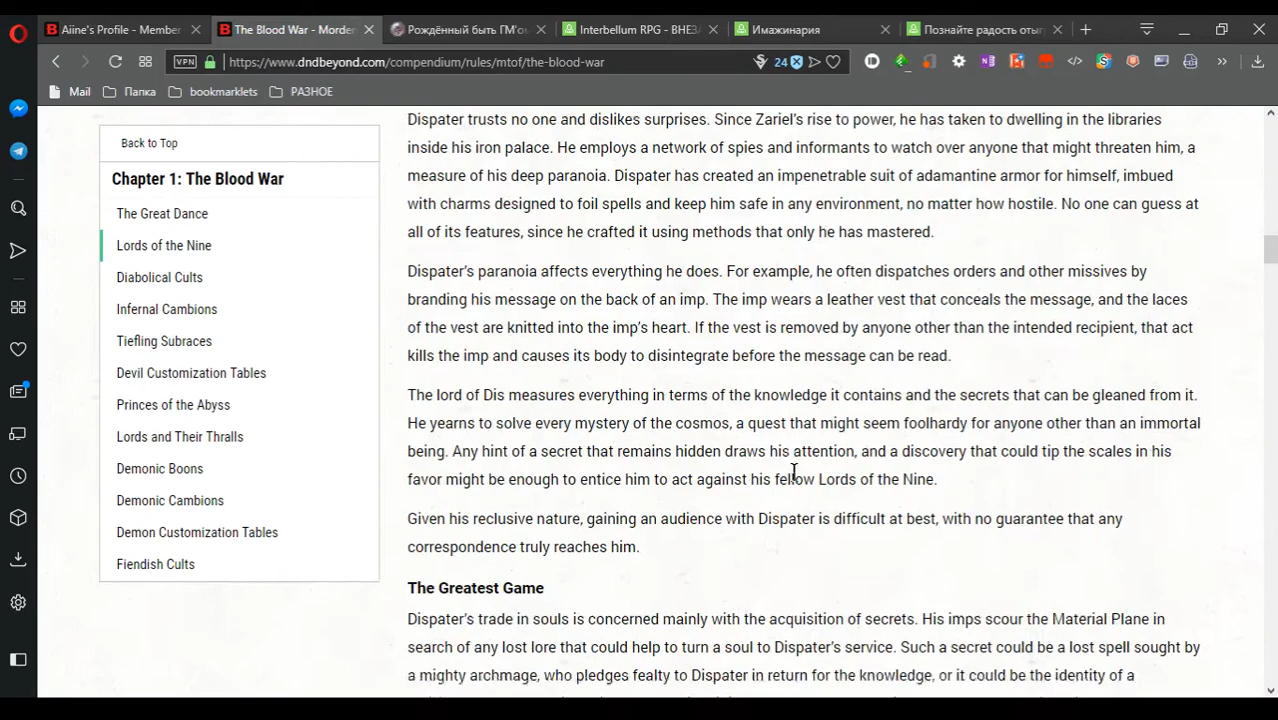 Aiine's Profile - Member
The Blood War - Morder
Рождённый быть ГМ'о
Interbellum RPG - ВНЕЗ
Имажинария
Познайте радость отыг
VPN
https://www.dndbeyond.com/compendium/rules/mtof/the-blood-war
24
Mail
Папка
bookmarklets
РАЗНОЕ
Back to Top
Chapter 1: The Blood War
The Great Dance
Lords of the Nine
Diabolical Cults
Infernal Cambions
Tiefling Subraces
Devil Customization Tables
Princes of the Abyss
Lords and Their Thralls
Demonic Boons
Demonic Cambions
Demon Customization Tables
Fiendish Cults
Dispater trusts no one and dislikes surprises. Since Zariel's rise to power, he has taken to dwelling in the libraries
inside his iron palace. He employs a network of spies and informants to watch over anyone that might threaten him, a
measure of his deep paranoia. Dispater has created an impenetrable suit of adamantine armor for himself, imbued
with charms designed to foil spells and keep him safe in any environment, no matter how hostile. No one can guess at
all of its features, since he crafted it using methods that only he has mastered.
Dispater's paranoia affects everything he does. For example, he often dispatches orders and other missives by
branding his message on the back of an imp. The imp wears a leather vest that conceals the message, and the laces
of the vest are knitted into the imp's heart. If the vest is removed by anyone other than the intended recipient, that act
kills the imp and causes its body to disintegrate before the message can be read.
The lord of Dis measures everything in terms of the knowledge it contains and the secrets that can be gleaned from it.
He yearns to solve every mystery of the cosmos, a quest that might seem foolhardy for anyone other than an immortal
being. Any hint of a secret that remains hidden draws his attention, and a discovery that could tip the scales in his
favor might be enough to entice him to act against his fellow Lords of the Nine.
Given his reclusive nature, gaining an audience with Dispater is difficult at best, with no guarantee that any
correspondence truly reaches him.
The Greatest Game
Dispater's trade in souls is concerned mainly with the acquisition of secrets. His imps scour the Material Plane in
search of any lost lore that could help to turn a soul to Dispater's service. Such a secret could be a lost spell sought by
a mighty archmage, who pledges fealty to Dispater in return for the knowledge, or it could be the identity of a